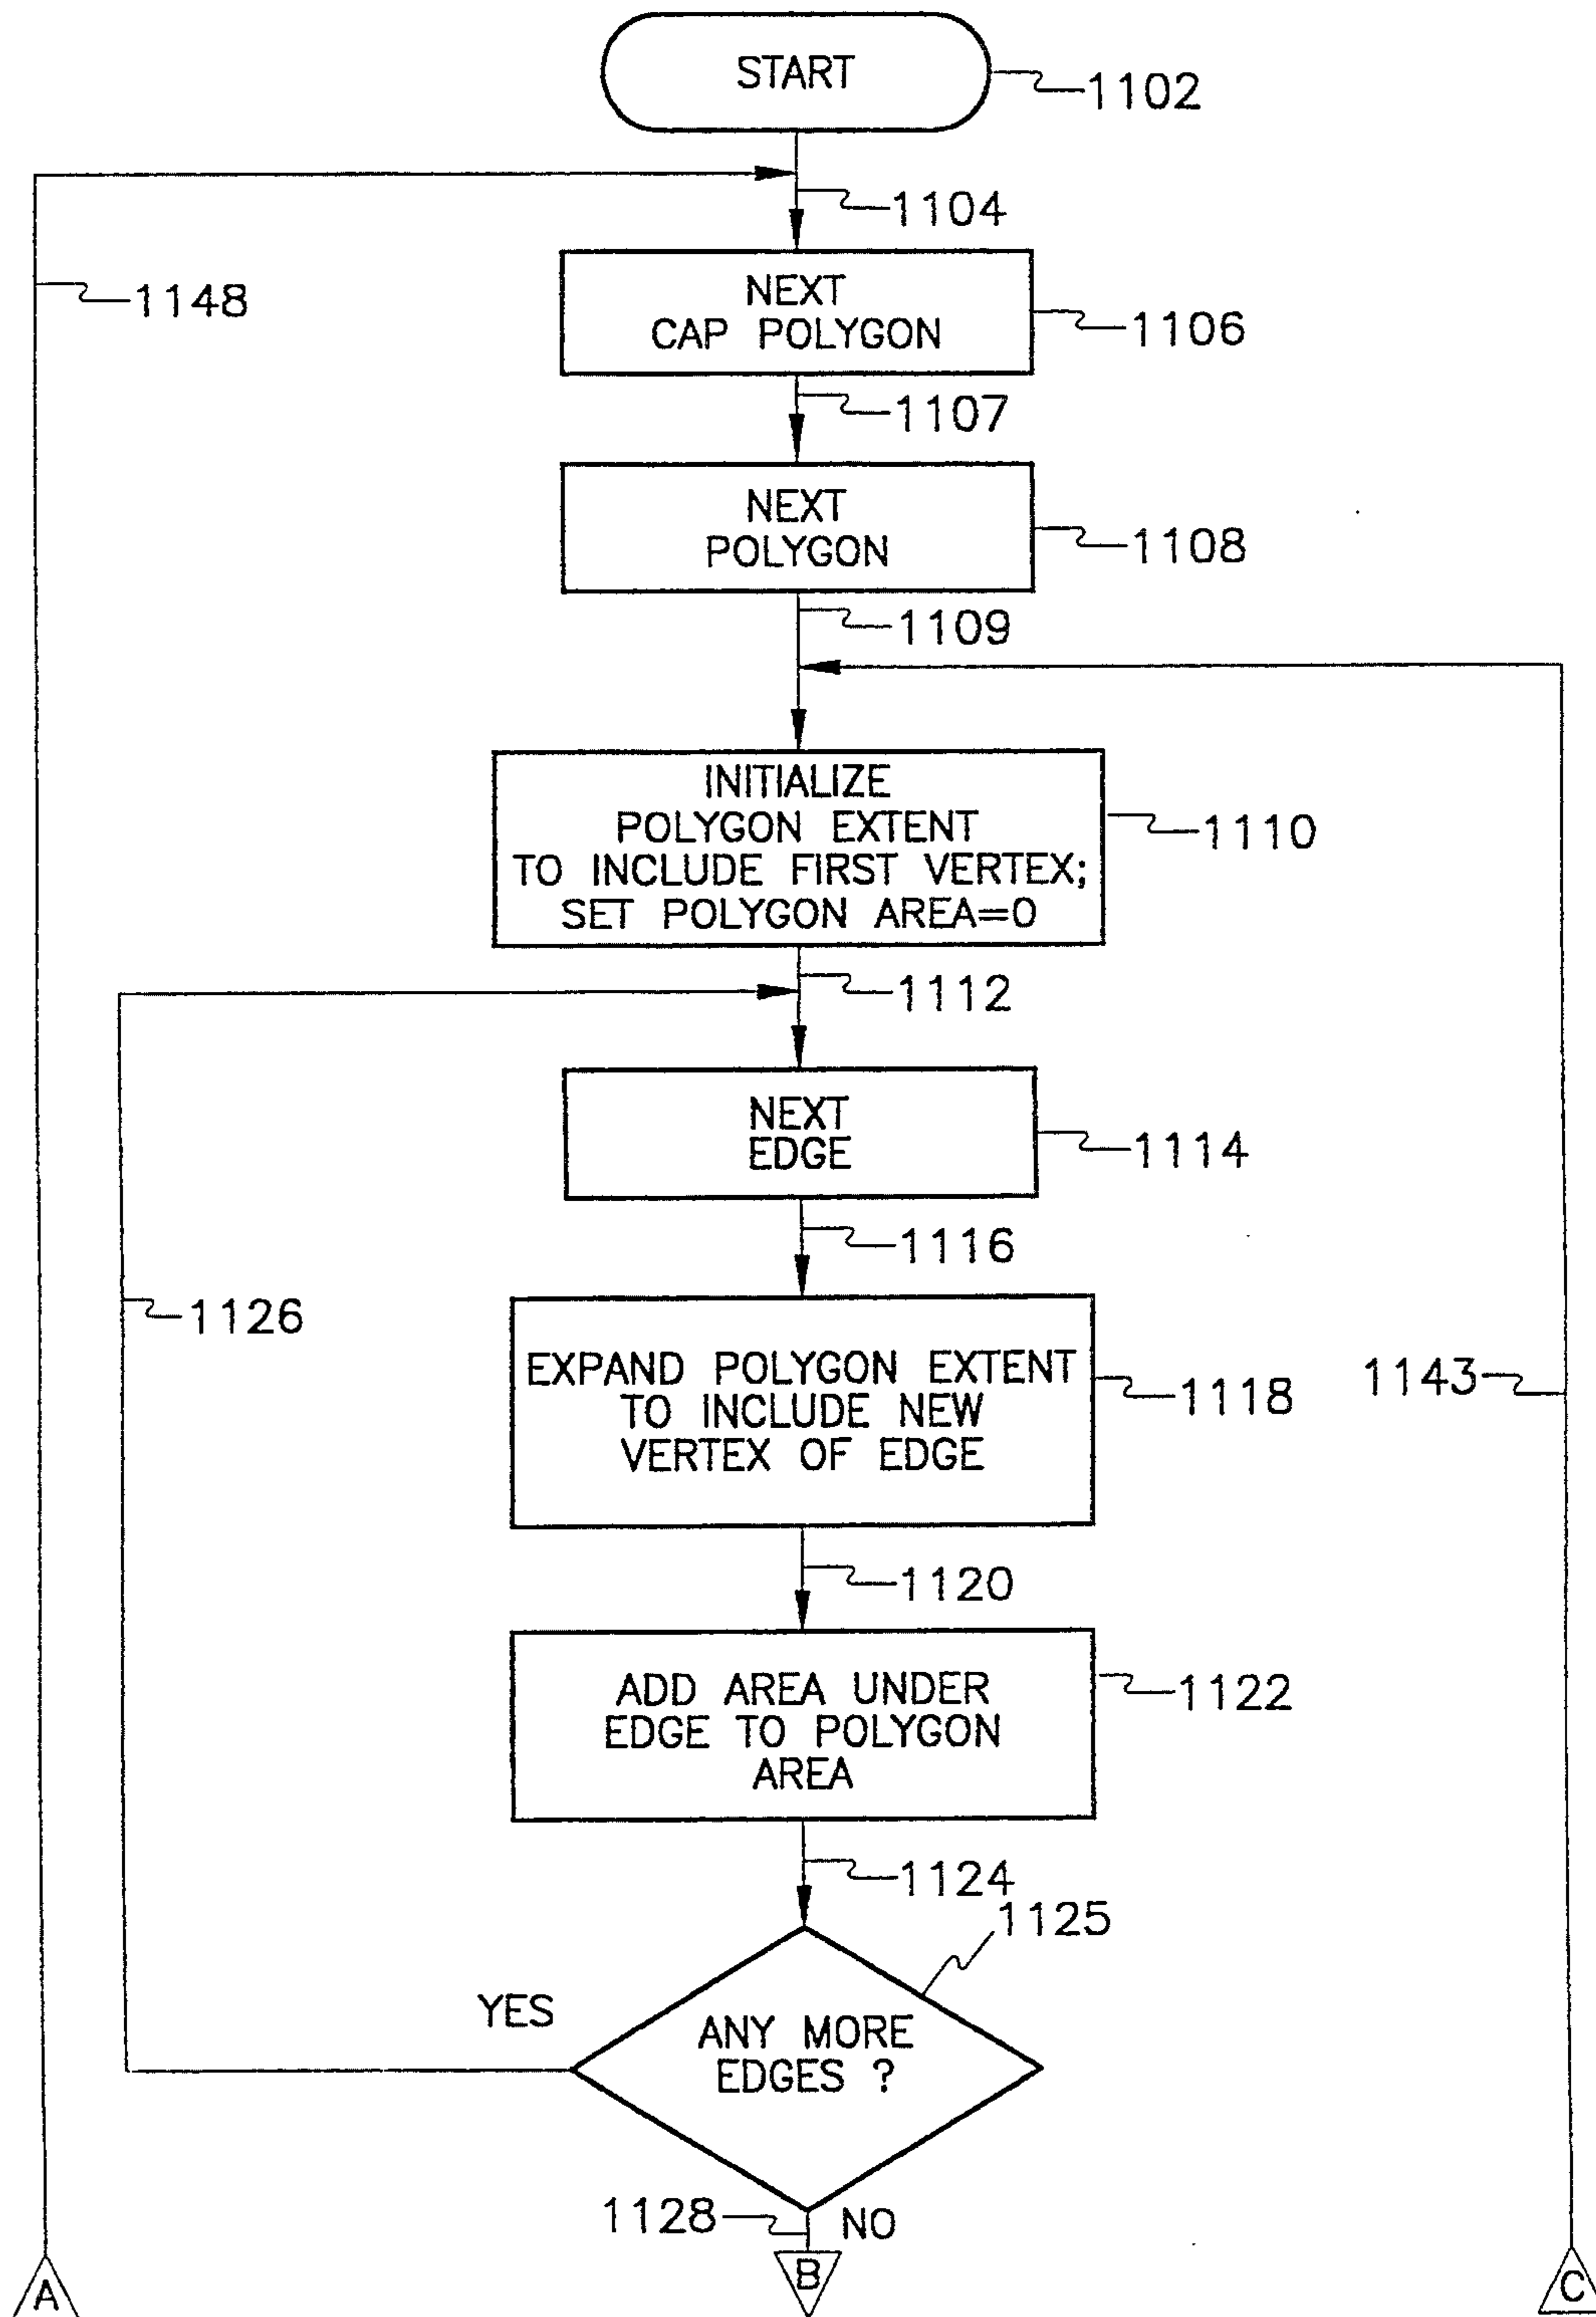 START
1102
1104
1148
NEXT
CAP POLYGON
1106
1107
NEXT
POLYGON
1108
1109
INITIALIZE
POLYGON EXTENT
TO INCLUDE FIRST VERTEX;
SET POLYGON AREA=0
1110
1112
NEXT
EDGE
1114
1116
1126
EXPAND POLYGON EXTENT
TO INCLUDE NEW
VERTEX OF EDGE
1118
1143
1120
ADD AREA UNDER
EDGE TO POLYGON
AREA
1122
1124
1125
YES
ANY MORE
EDGES ?
1128
NO
A
B
C